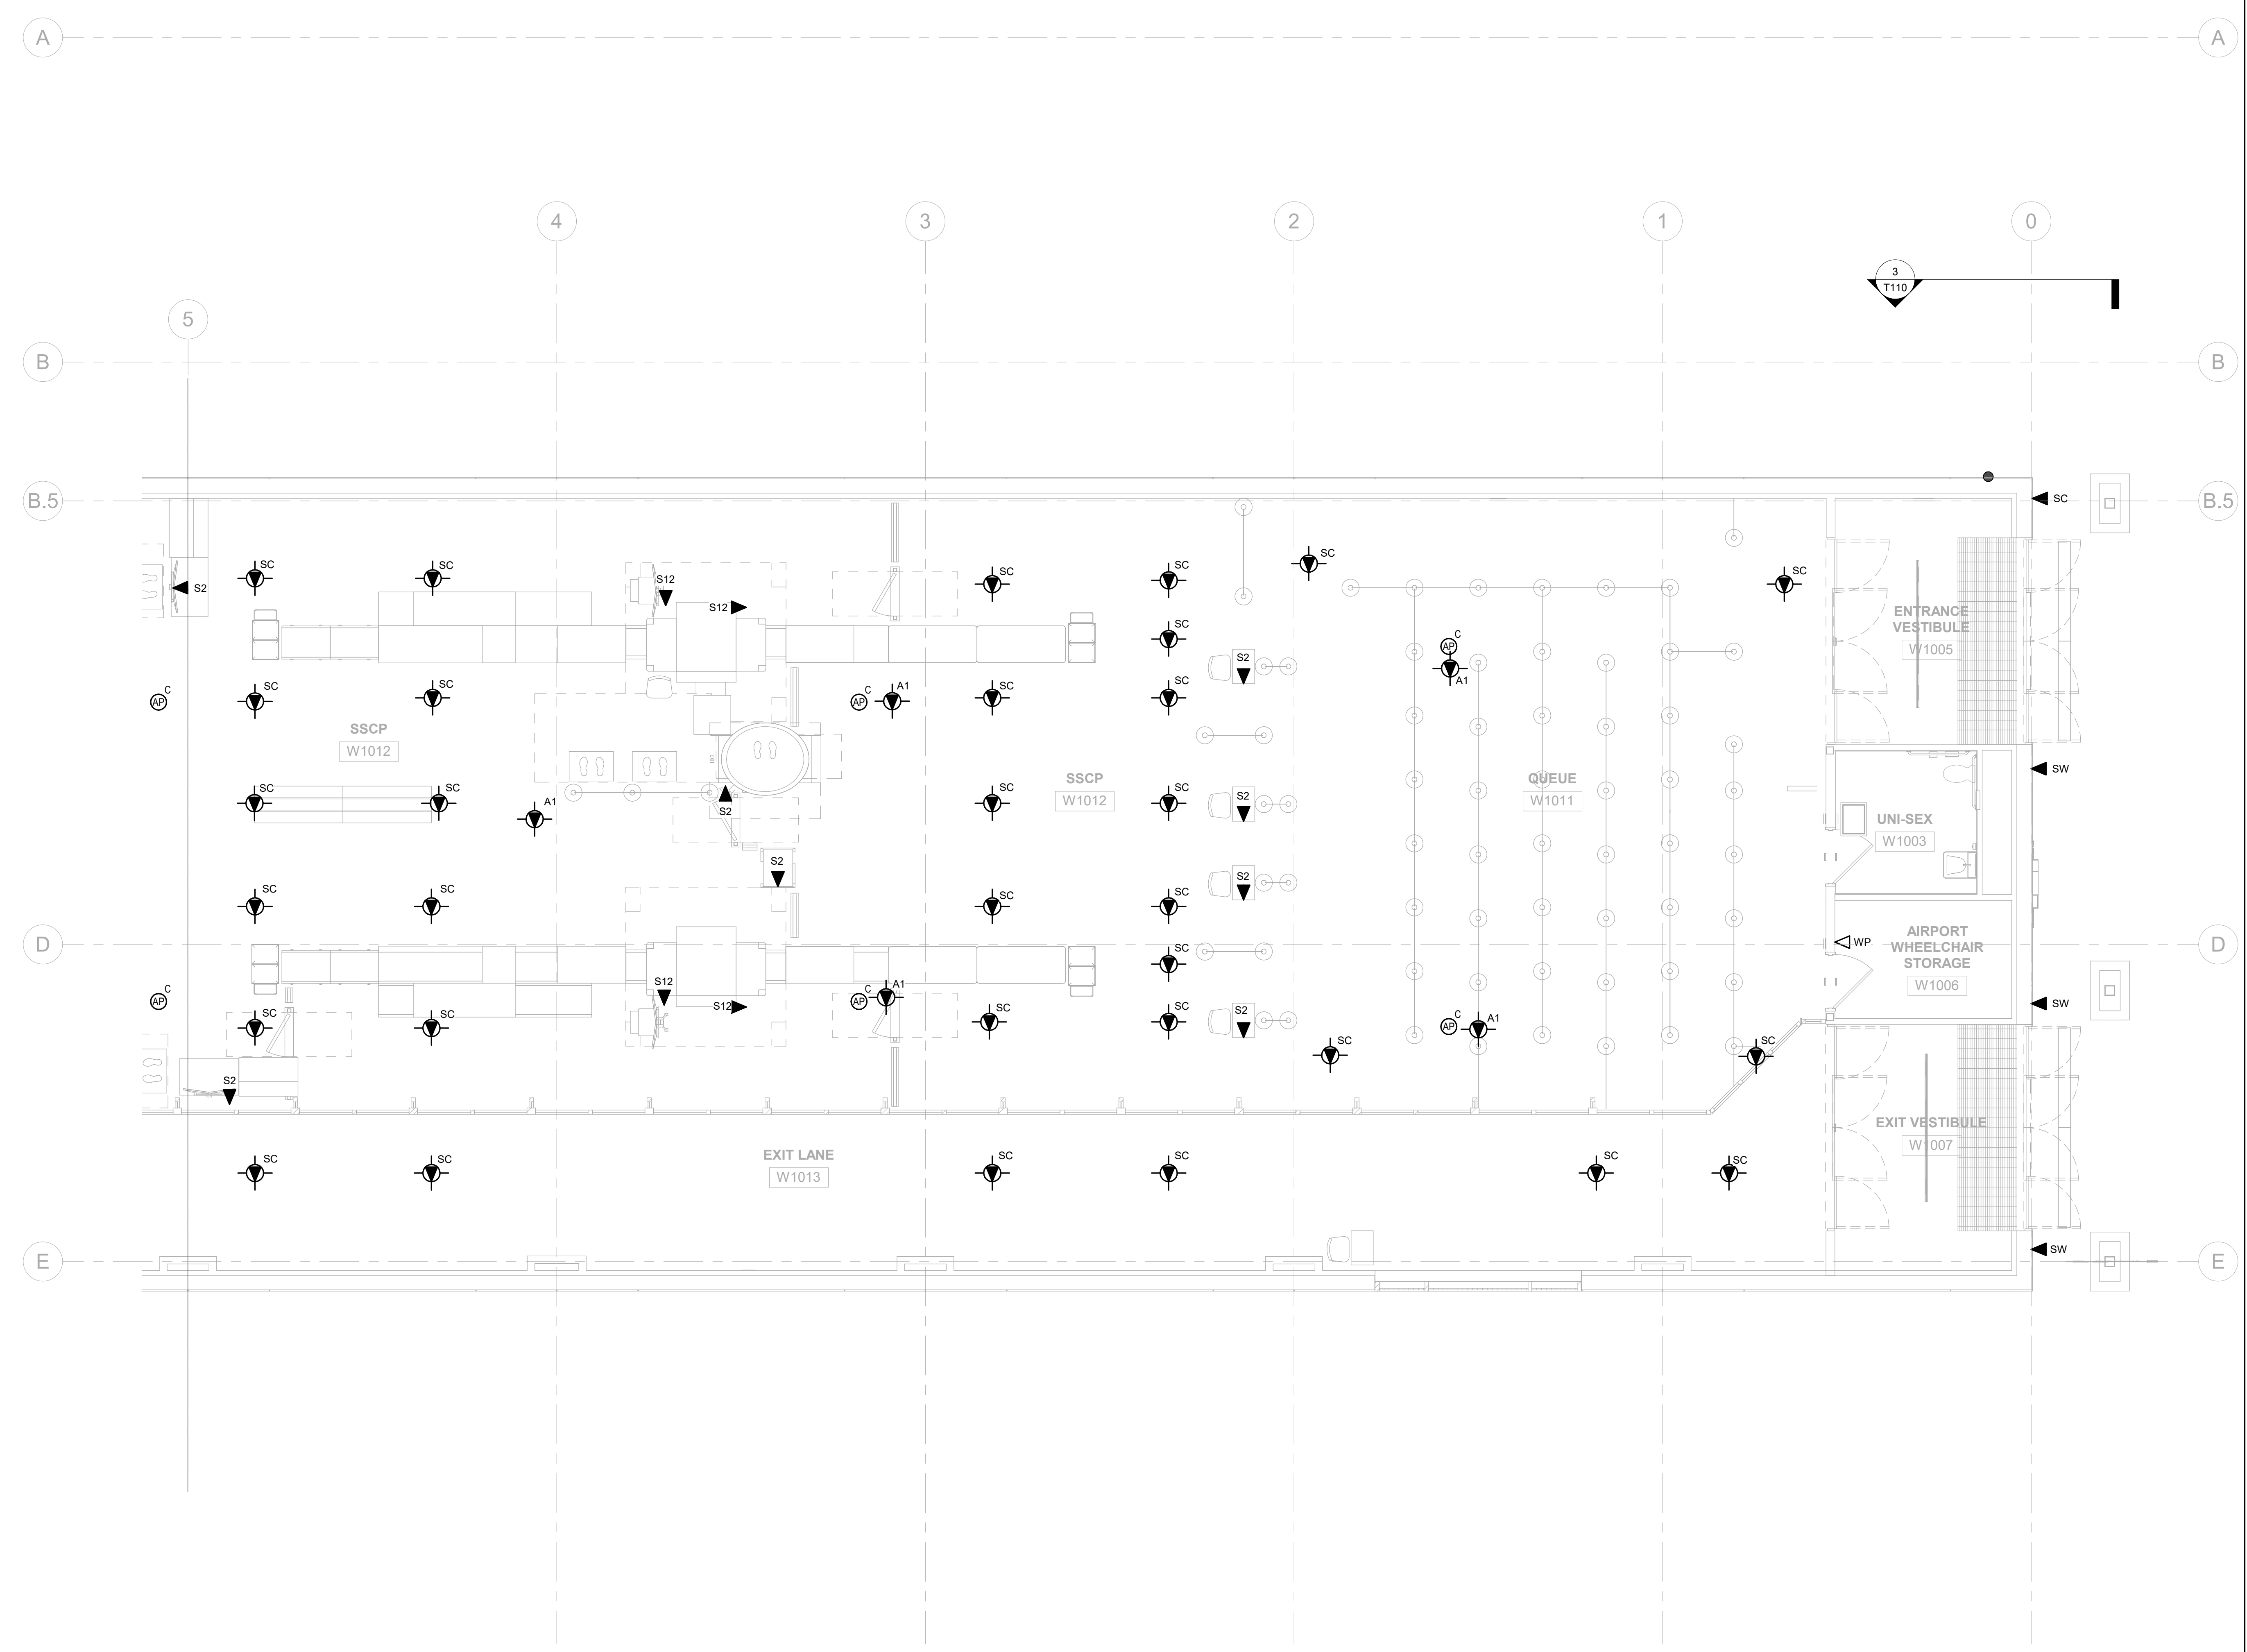 A
A
4
3
2
1
0
3
T110
5
B
B
B.5
SC
B.5
SC
SC
SC
SC
SC
SC
SC
S12
S2
S12
ENTRANCE
VESTIBULE
W1005
SC
C
AP
A1
S2
C
AP
SC
SC
C
AP
A1
SC
SC
SSCP
W1012
SW
SSCP
W1012
QUEUE
W1011
SC
SC
A1
S2
SC
SC
S2
UNI-SEX
W1003
S2
S2
SC
SC
SC
SC
D
AIRPORT
WHEELCHAIR
STORAGE
W1006
WP
D
SC
S12
S12
C
AP
C
AP
A1
SC
SC
SC
SC
S2
C
AP
A1
SW
SC
SC
S2
EXIT VESTIBULE
W1007
EXIT LANE
W1013
SC
SC
SC
SC
SC
SC
E
SW
E